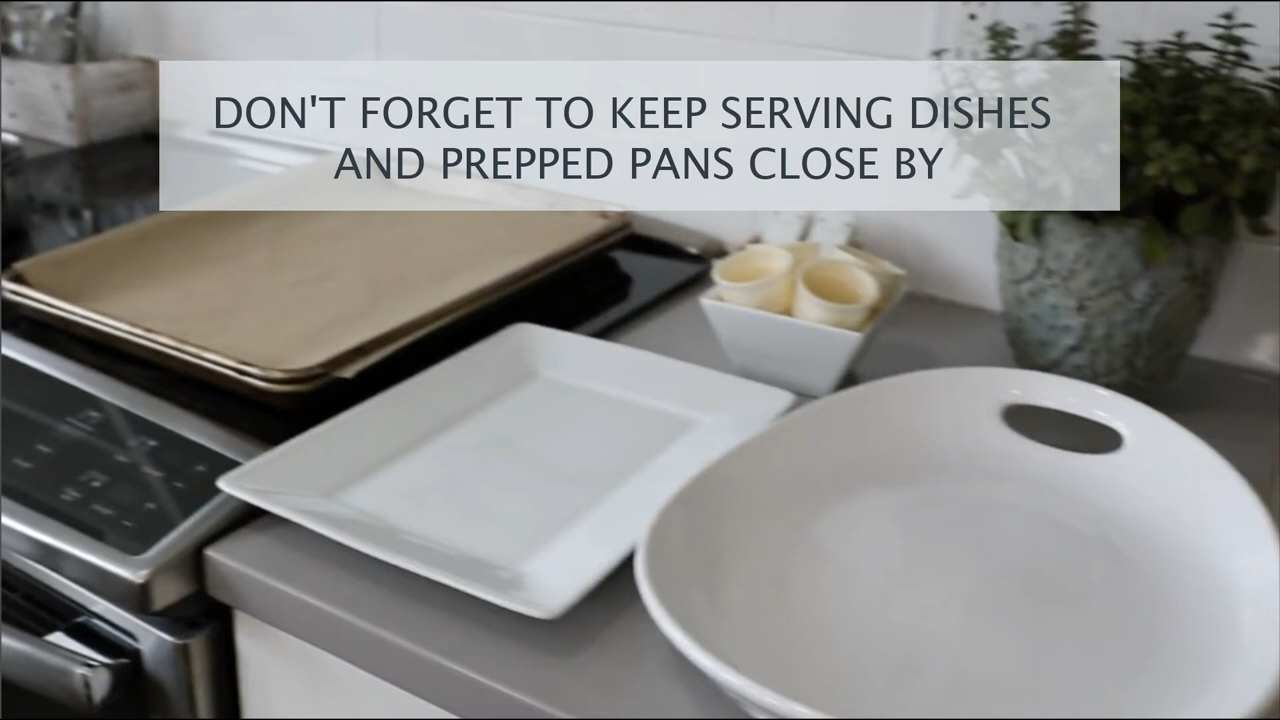 DON'T FORGET TO KEEP SERVING DISHES
AND PREPPED PANS CLOSE BY